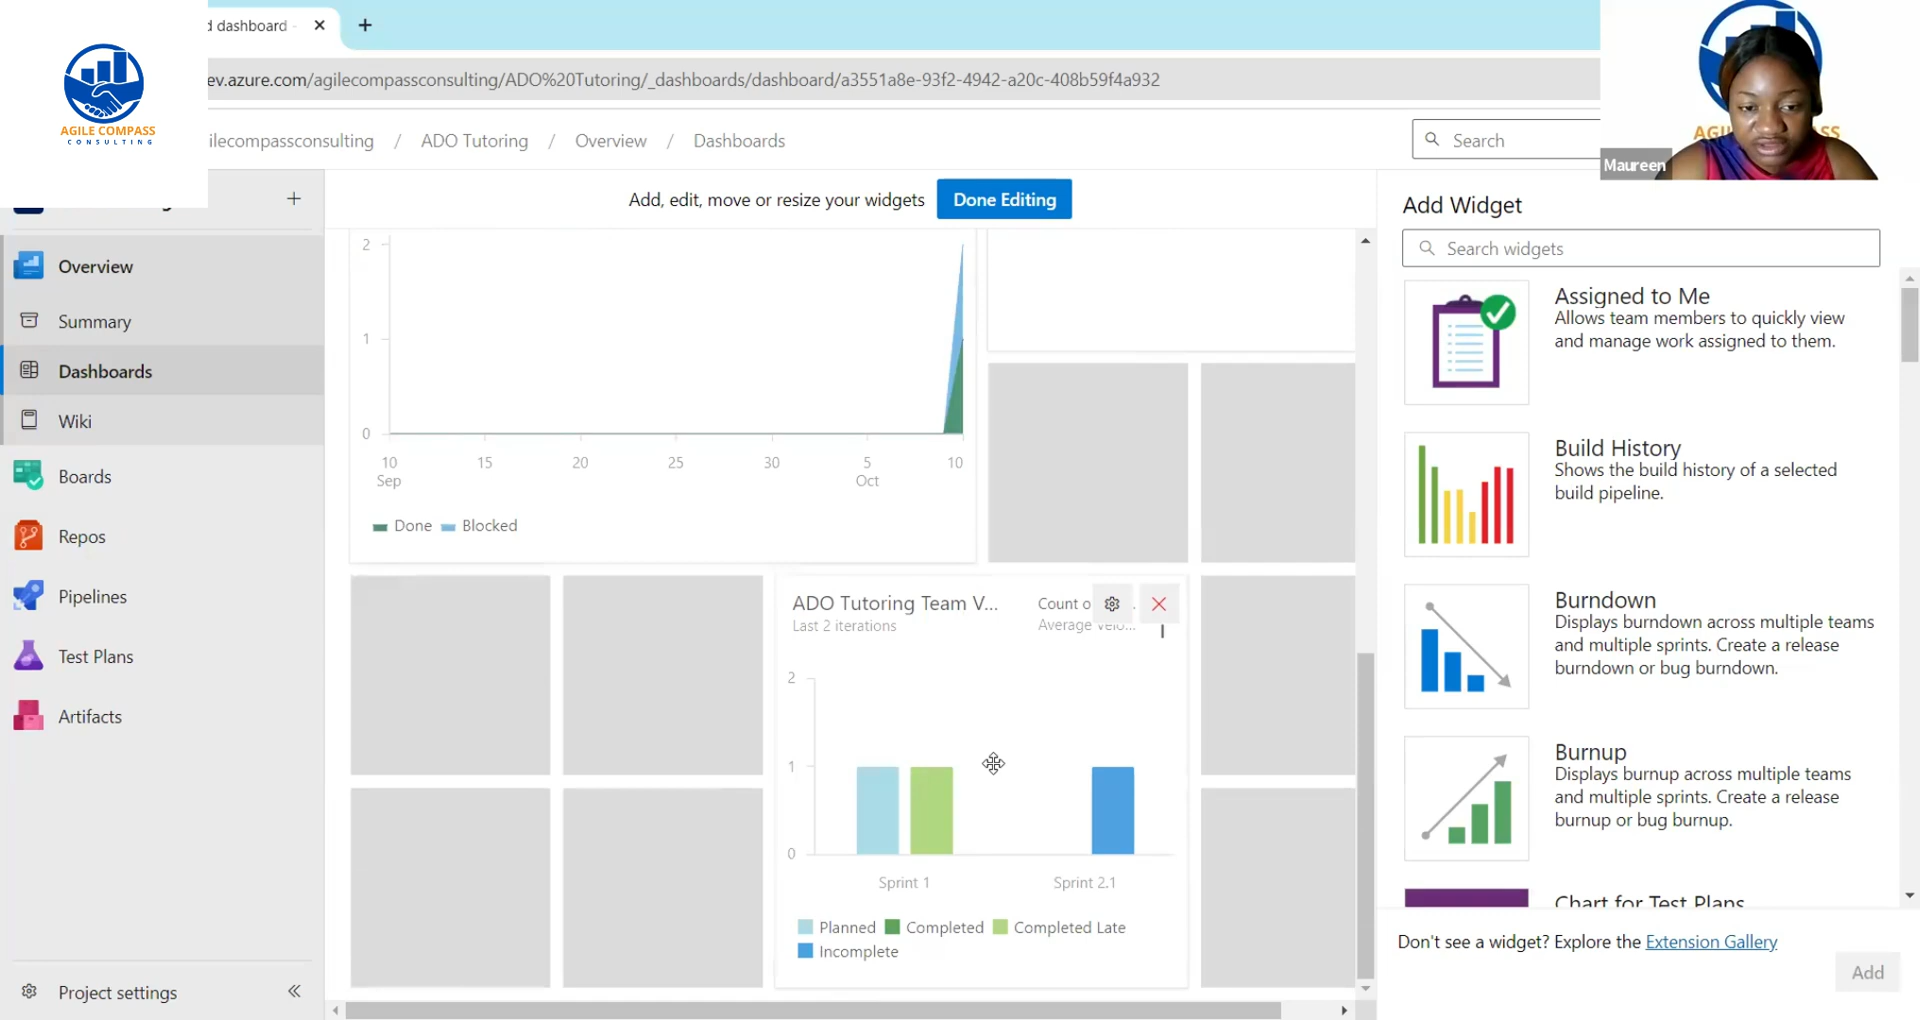 d dashboard -
AGILE COMPASS
CONSULTING
ev.azure.com/agilecompassconsulting/ADO%20Tutoring/_dashboards/dashboard/a3551a8e-93f2-4942-a20c-408b59f4a932
ilecompassconsulting / ADO Tutoring / Overview / Dashboards
Search
Maureen
Add, edit, move or resize your widgets
Done Editing
Overview
Summary
Dashboards
Wiki
Boards
Repos
Pipelines
Test Plans
Artifacts
Project settings
2
1
0
10 15 20 25 30 5 10
Sep Oct
Done Blocked
ADO Tutoring Team V...
Last 2 iterations
Count o
Average Velo...
2
1
0
Sprint 1 Sprint 2.1
Planned Completed Completed Late
Incomplete
Add Widget
Search widgets
Assigned to Me
Allows team members to quickly view
and manage work assigned to them.
Build History
Shows the build history of a selected
build pipeline.
Burndown
Displays burndown across multiple teams
and multiple sprints. Create a release
burndown or bug burndown.
Burnup
Displays burnup across multiple teams
and multiple sprints. Create a release
burnup or bug burnup.
Chart for Test Plans
Don't see a widget? Explore the Extension Gallery
Add